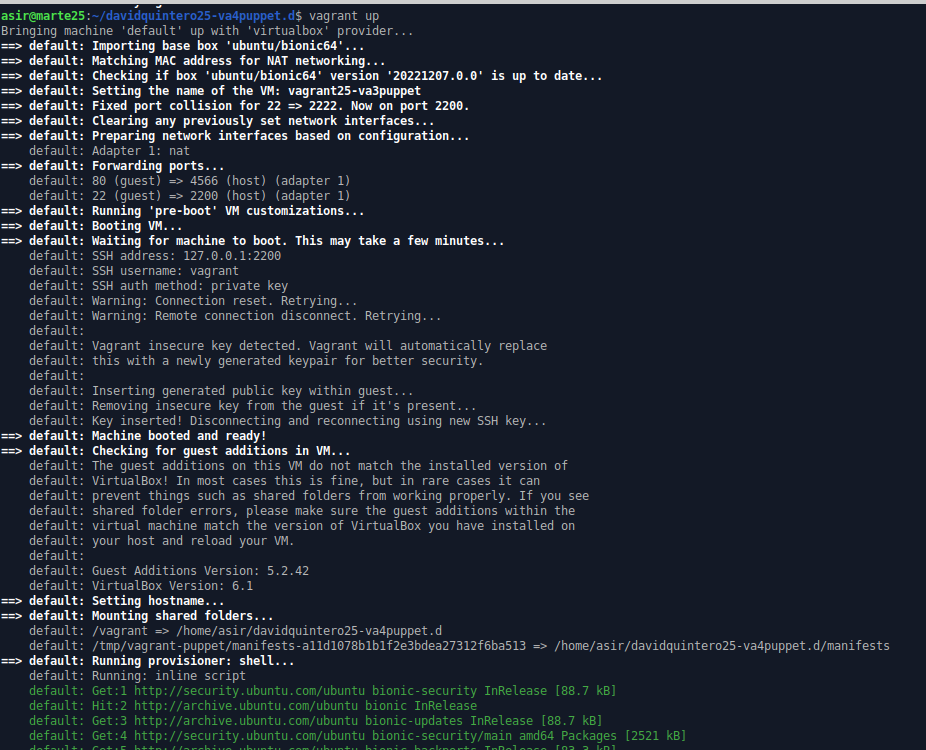 asir@marte25:~/davidquintero25-va4puppet.d$ vagrant up
Bringing machine 'default' up with 'virtualbox' provider...
==> default: Importing base box 'ubuntu/bionic64'...
==> default: Matching MAC address for NAT networking...
==> default: Checking if box 'ubuntu/bionic64' version '20221207.0.0' is up to date...
==> default: Setting the name of the VM: vagrant25-va3puppet
==> default: Fixed port collision for 22 => 2222. Now on port 2200.
==> default: Clearing any previously set network interfaces...
==> default: Preparing network interfaces based on configuration...
    default: Adapter 1: nat
==> default: Forwarding ports...
    default: 80 (guest) => 4566 (host) (adapter 1)
    default: 22 (guest) => 2200 (host) (adapter 1)
==> default: Running 'pre-boot' VM customizations...
==> default: Booting VM...
==> default: Waiting for machine to boot. This may take a few minutes...
    default: SSH address: 127.0.0.1:2200
    default: SSH username: vagrant
    default: SSH auth method: private key
    default: Warning: Connection reset. Retrying...
    default: Warning: Remote connection disconnect. Retrying...
    default:
    default: Vagrant insecure key detected. Vagrant will automatically replace
    default: this with a newly generated keypair for better security.
    default:
    default: Inserting generated public key within guest...
    default: Removing insecure key from the guest if it's present...
    default: Key inserted! Disconnecting and reconnecting using new SSH key...
==> default: Machine booted and ready!
==> default: Checking for guest additions in VM...
    default: The guest additions on this VM do not match the installed version of
    default: VirtualBox! In most cases this is fine, but in rare cases it can
    default: prevent things such as shared folders from working properly. If you see
    default: shared folder errors, please make sure the guest additions within the
    default: virtual machine match the version of VirtualBox you have installed on
    default: your host and reload your VM.
    default:
    default: Guest Additions Version: 5.2.42
    default: VirtualBox Version: 6.1
==> default: Setting hostname...
==> default: Mounting shared folders...
    default: /vagrant => /home/asir/davidquintero25-va4puppet.d
    default: /tmp/vagrant-puppet/manifests-a11d1078b1b1f2e3bdea27312f6ba513 => /home/asir/davidquintero25-va4puppet.d/manifests
==> default: Running provisioner: shell...
    default: Running: inline script
    default: Get:1 http://security.ubuntu.com/ubuntu bionic-security InRelease [88.7 kB]
    default: Hit:2 http://archive.ubuntu.com/ubuntu bionic InRelease
    default: Get:3 http://archive.ubuntu.com/ubuntu bionic-updates InRelease [88.7 kB]
    default: Get:4 http://security.ubuntu.com/ubuntu bionic-security/main amd64 Packages [2521 kB]
    default: Get:5 http://archive.ubuntu.com/ubuntu bionic-backports InRelease [83.3 kB]